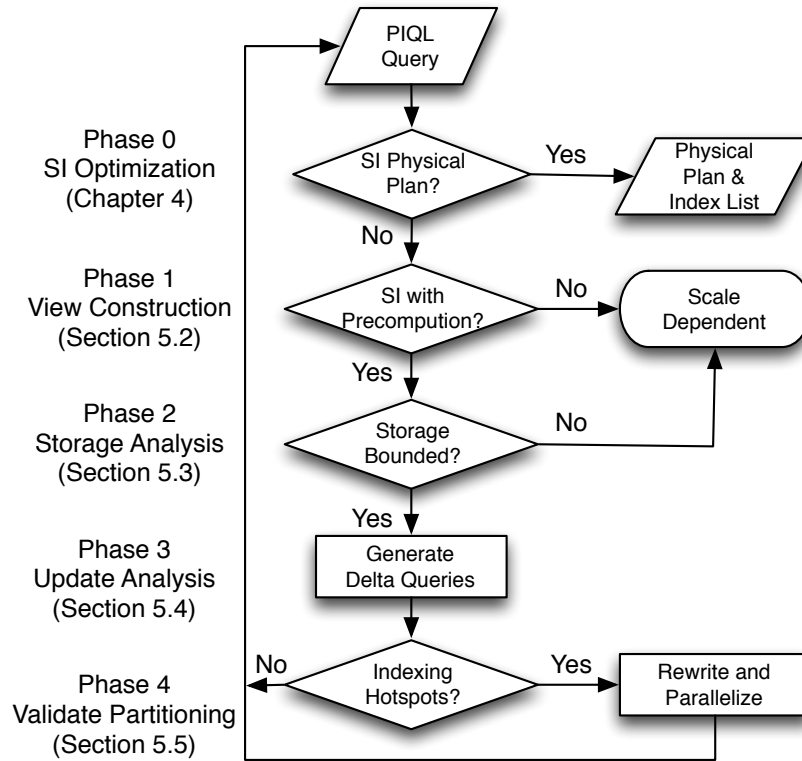 PIQL
Query
Phase 0
SI Optimization
(Chapter 4)
SI Physical
Plan?
Yes
Physical
Plan &
Index List
No
Phase 1
View Construction
(Section 5.2)
SI with
Precompution?
No
Scale
Dependent
Yes
Phase 2
Storage Analysis
(Section 5.3)
Storage
Bounded?
No
Yes
Phase 3
Update Analysis
(Section 5.4)
Generate
Delta Queries
Phase 4
Validate Partitioning
(Section 5.5)
No
Indexing
Hotspots?
Yes
Rewrite and
Parallelize